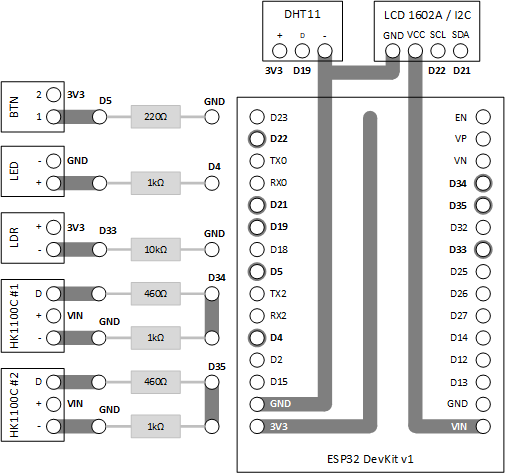 DHT11
LCD 1602A / I2C
+ D -
GND VCC SCL SDA
3V3 D19
D22 D21
BTN
2 3V3 D5 GND
1 220Ω
LED
- GND D4
+ 1kΩ
LDR
+ 3V3 D33 GND
- 10kΩ
HK1100C #1
D 460Ω D34
+ VIN GND
- 1kΩ
HK1100C #2
D 460Ω D35
+ VIN GND
- 1kΩ
D23 EN
D22 VP
TX0 VN
RX0 D34
D21 D35
D19 D32
D18 D33
D5 D25
TX2 D26
RX2 D27
D4 D14
D2 D12
D15 D13
GND GND
3V3 VIN
ESP32 DevKit v1